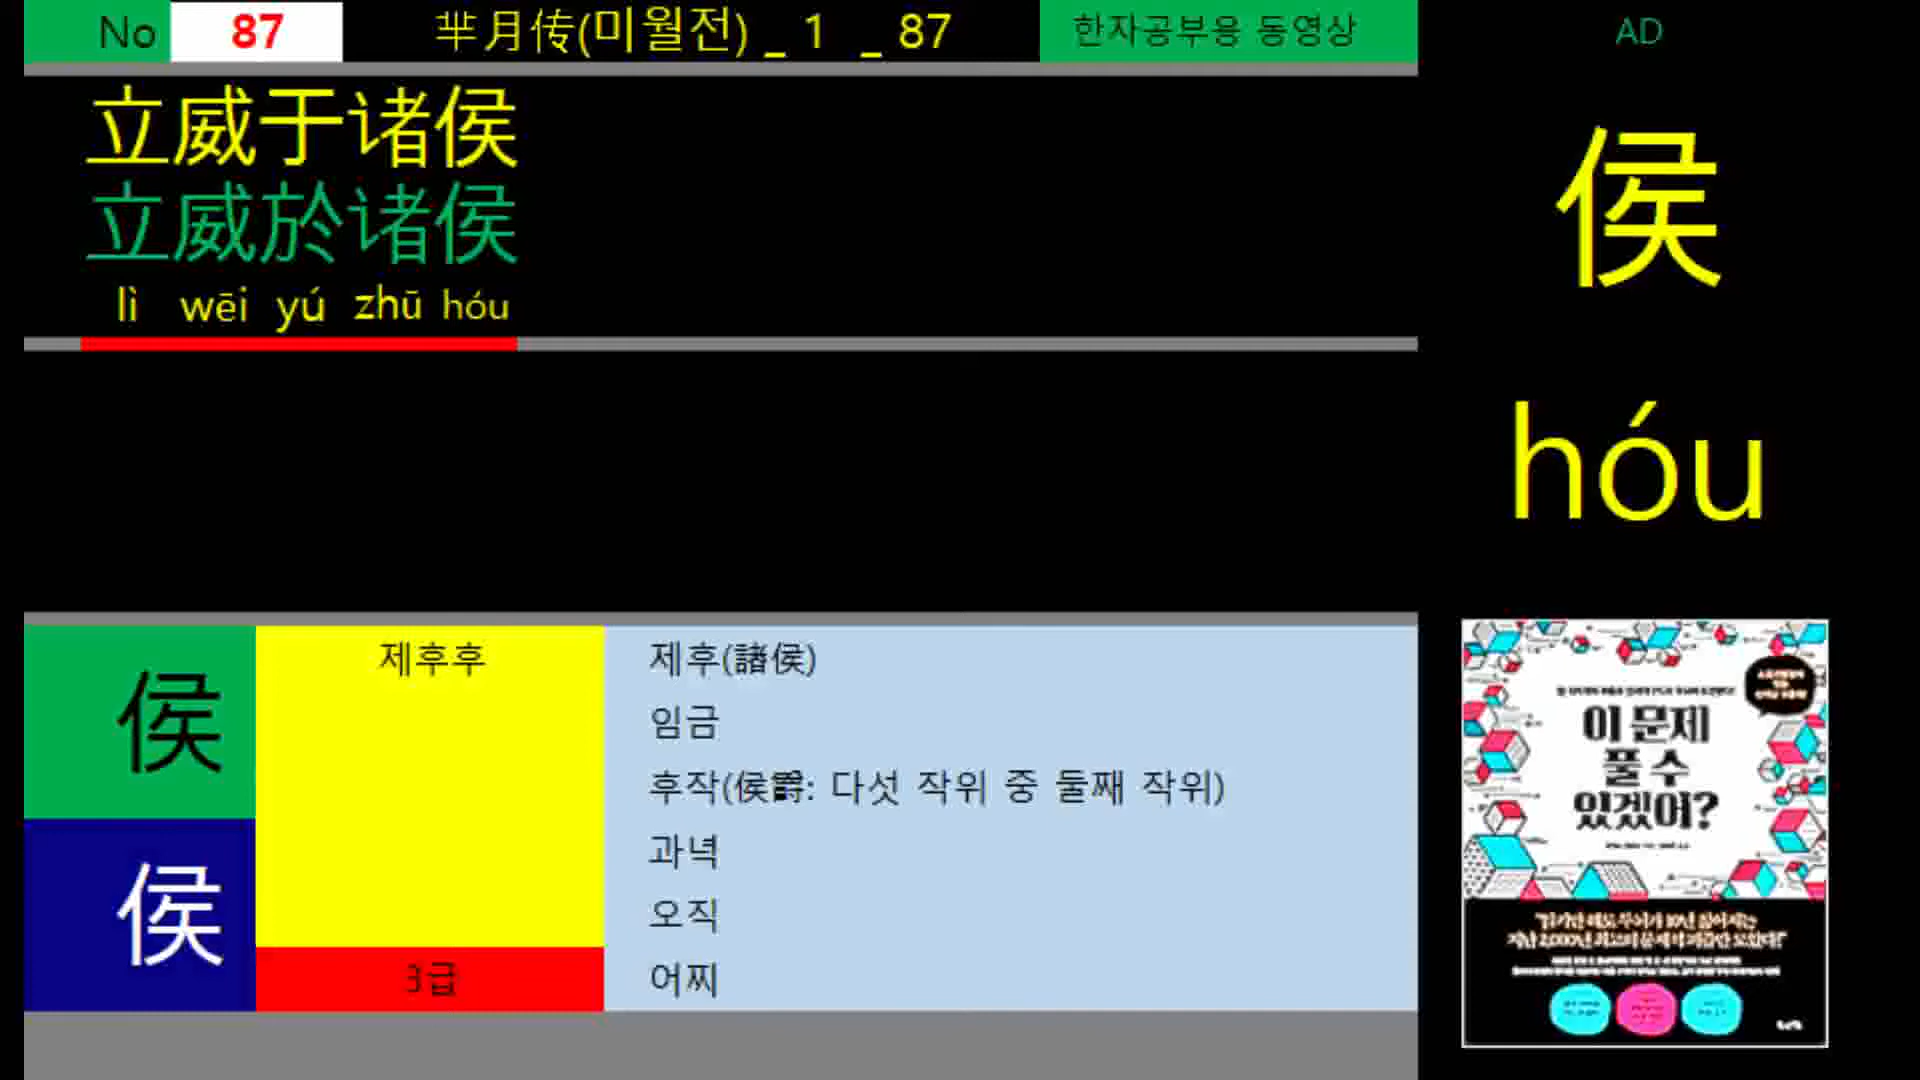 No 87 芈月传(미월전) _ 1 _ 87 한자공부용 동영상 AD
立威于诸侯
立威於诸侯
lì wēi yú zhū hóu
侯
hóu
侯 제후후 제후(諸侯)
임금
후작(侯爵: 다섯 작위 중 둘째 작위)
과녁
侯 오직
3급 어찌
이 문제
풀 수
있겠어?